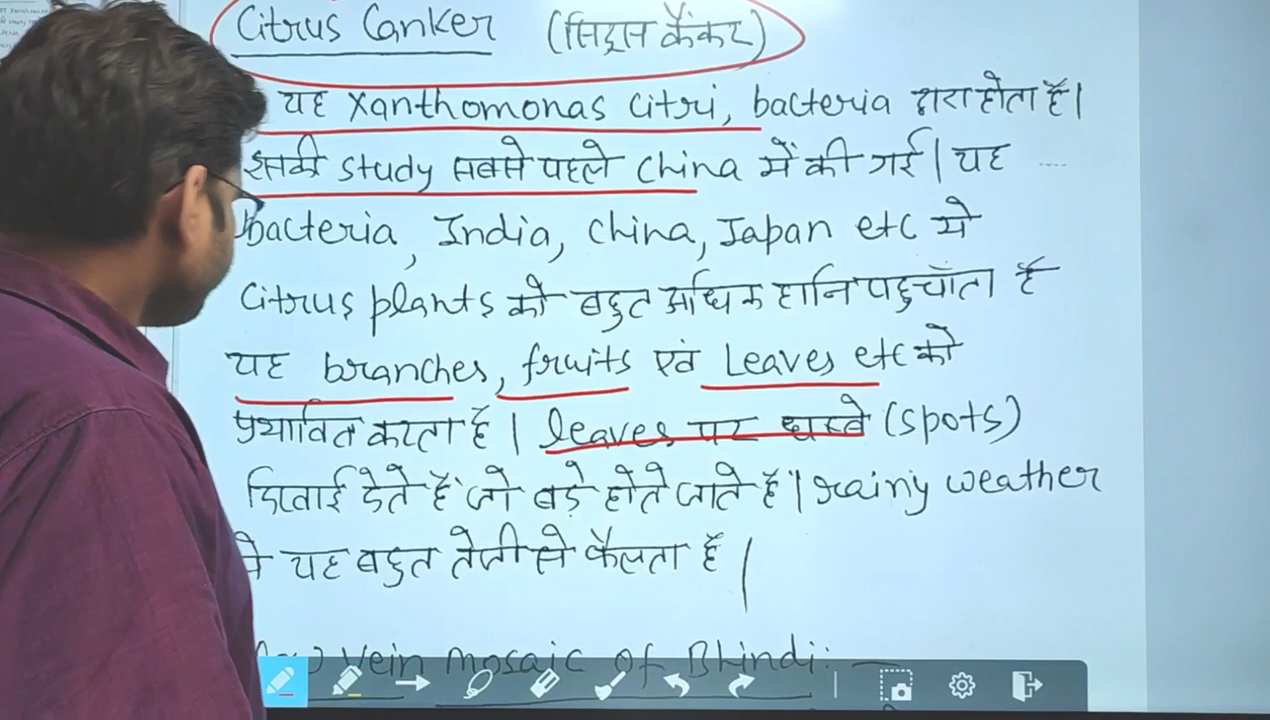 Citrus Canker (सिट्रस कैंकर)
यह Xanthomonas Citri, bacteria द्वारा होता है।
इसकी study सबसे पहले China में की गई। यह
bacteria, India, China, Japan etc मे
Citrus plants को बहुत अधिक हानि पहुचाँता है
यह branches, fruits एवं Leaves etc को
प्रभावित करता है। leaves पर धब्बे (spots)
दिखाई देते है जो बड़े होते जाते है। rainy weather
मे यह बहुत तेजी से फैलता है।
Vein Mosaic of Bhindi: